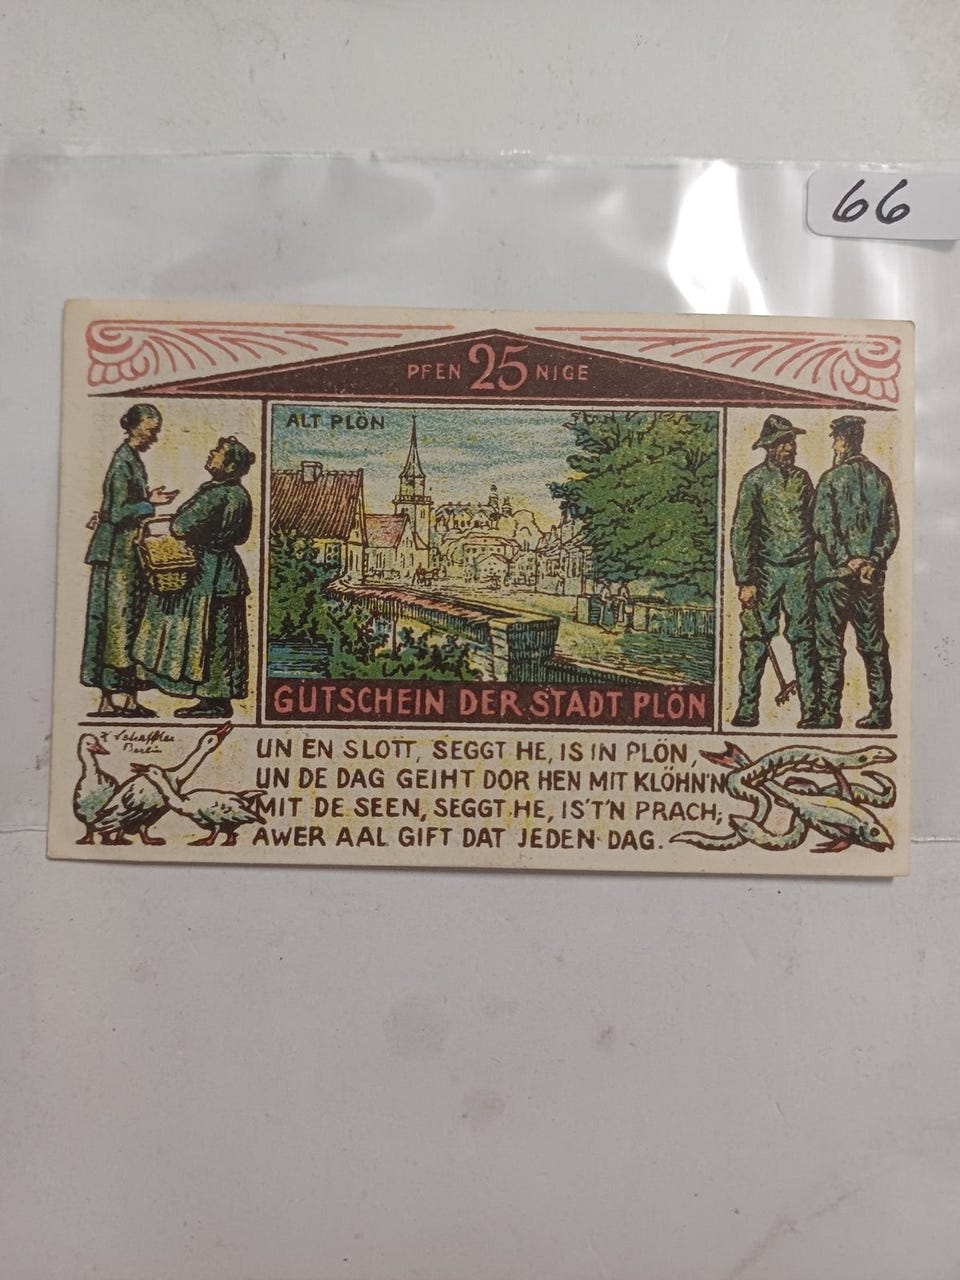 66
PFEN 25 NIGE
ALT PLÖN
GUTSCHEIN DER STADT PLÖN
Berlin
UN EN SLOTT, SEGGT HE, IS IN PLÖN,
UN DE DAG GEIHT DOR HEN MIT KLÖHN'N
MIT DE SEEN, SEGGT HE, IS'T'N PRACH;
AWER AAL GIFT DAT JEDEN DAG.